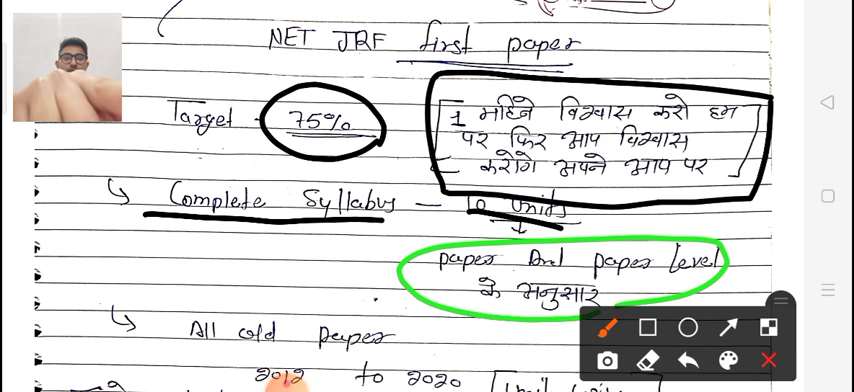 NET JRF first paper
Target - 75%
[1 महिने विश्वास करो हम
पर फिर आप विश्वास
करोगे अपने आप पर]
Complete Syllabus — 10 units
paper And paper Level
के अनुसार
All old paper
2012 to 2020 [unit